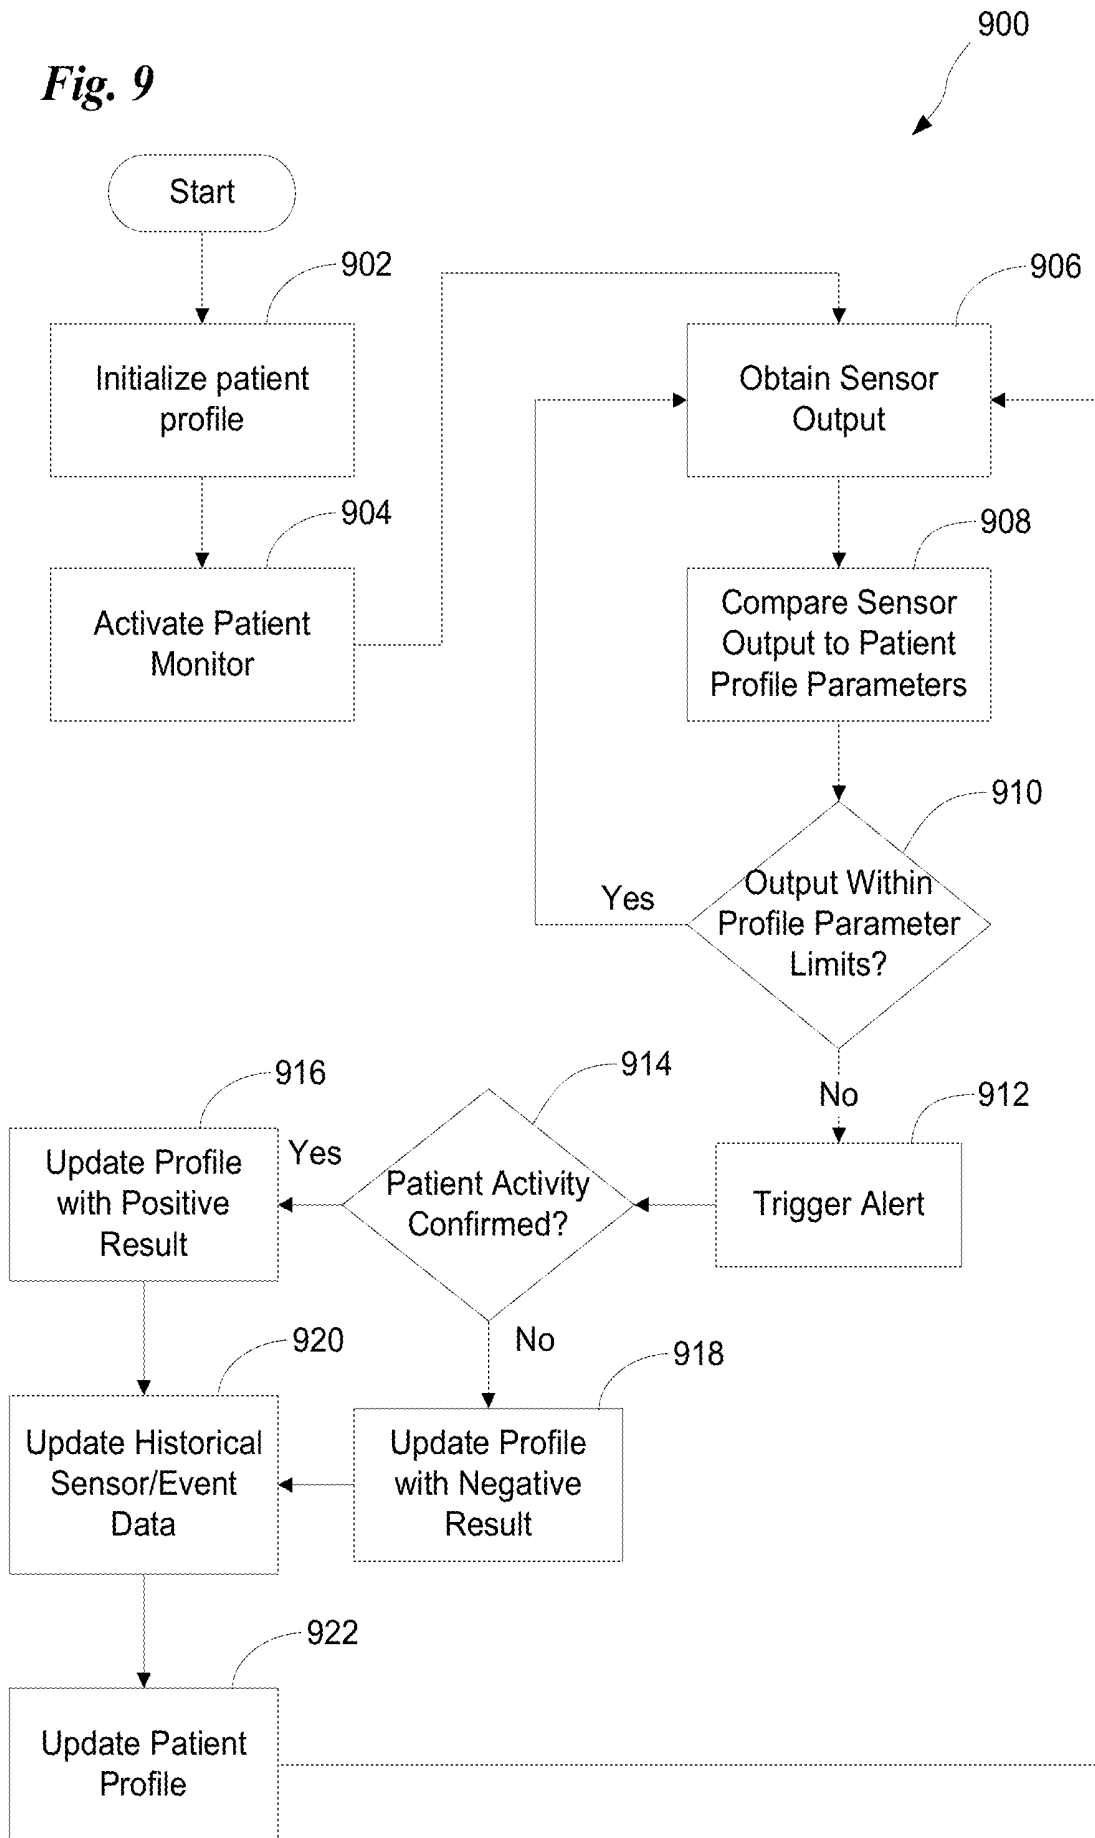 900
Fig. 9
Start
902
Initialize patient
profile
904
Activate Patient
Monitor
906
Obtain Sensor
Output
908
Compare Sensor
Output to Patient
Profile Parameters
910
Output Within
Profile Parameter
Limits?
Yes
No
912
Trigger Alert
914
Patient Activity
Confirmed?
Yes
No
916
Update Profile
with Positive
Result
918
Update Profile
with Negative
Result
920
Update Historical
Sensor/Event
Data
922
Update Patient
Profile